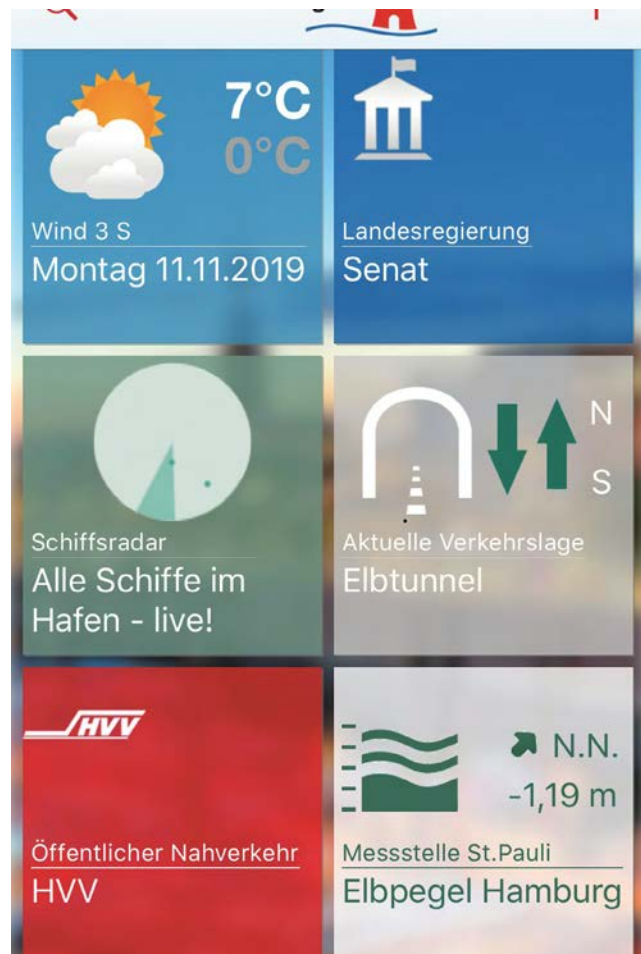 7°C
0°C
Wind 3 S
Montag 11.11.2019
Landesregierung
Senat
N
S
Schiffsradar
Alle Schiffe im
Hafen - live!
Aktuelle Verkehrslage
Elbtunnel
HVV
Öffentlicher Nahverkehr
HVV
N.N.
-1,19 m
Messstelle St.Pauli
Elbpegel Hamburg